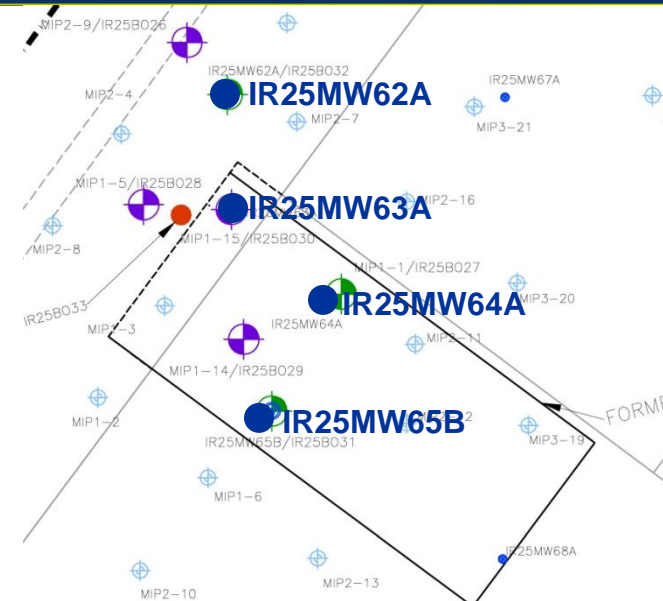 MIP2-9/IR25B026
IR25MW62A/IR25B032
IR25MW62A
IR25MW67A
MIP2-4
MIP2-7
MIP3-21
MIP1-5/IR25B028
IR25MW63A
MIP2-16
MIP1-15/IR25B030
MIP2-8
MIP1-1/IR25B027
MIP3-20
IR25B033
MIP1-3
IR25MW64A
IR25MW64A
MIP2-11
MIP1-14/IR25B029
MIP1-2
IR25MW65B
FORME
IR25MW65B/IR25B031
MIP3-19
MIP1-6
IR25MW68A
MIP2-13
MIP2-10